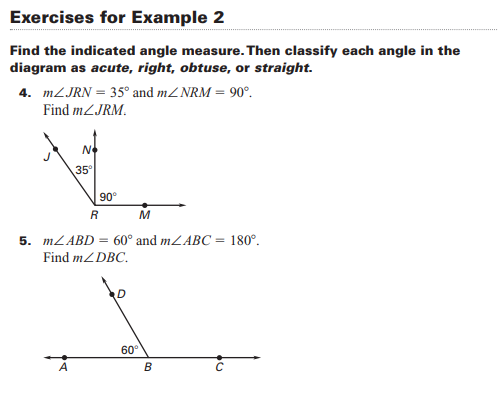 Exercises for Example 2
Find the indicated angle measure. Then classify each angle in the
diagram as acute, right, obtuse, or straight.
4. m∠JRN = 35° and m∠NRM = 90°.
Find m∠JRM.
J
N
35°
90°
R
M
5. m∠ABD = 60° and m∠ABC = 180°.
Find m∠DBC.
D
60°
A
B
C